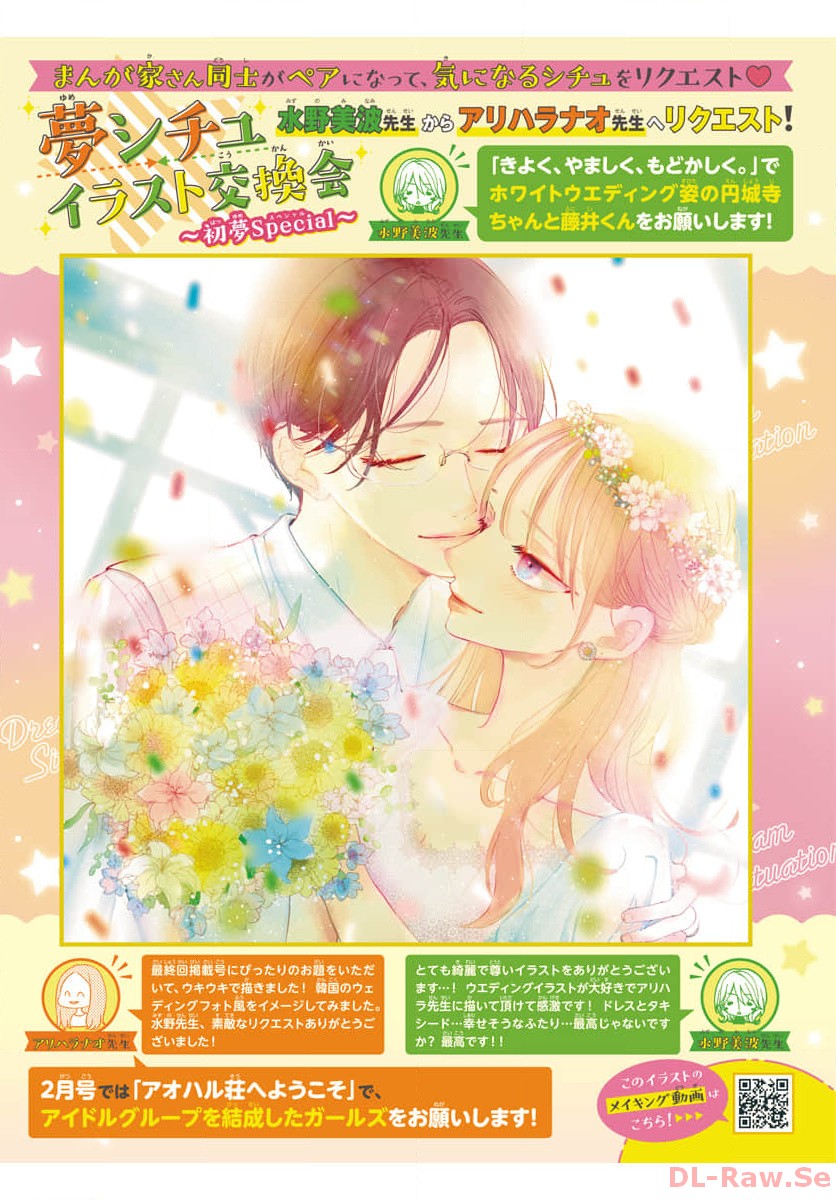 まんが家さん同士がペアになって、気になるシチュをリクエスト♥
夢シチュ
イラスト交換会
〜初夢Special〜
水野美波先生からアリハラナオ先生へリクエスト!
水野美波先生
「きよく、やましく、もどかしく。」で
ホワイトウエディング姿の円城寺
ちゃんと藤井くんをお願いします!
Dream
Situation
アリハラナオ先生
最終回掲載号にぴったりのお題をいただ
いて、ウキウキで描きました! 韓国のウェ
ディングフォト風をイメージしてみました。
水野先生、素敵なリクエストありがとうご
ざいました!
とても綺麗で尊いイラストをありがとうござい
ます…! ウエディングイラストが大好きでアリハ
ラ先生に描いて頂けて感激です! ドレスとタキ
シード…幸せそうなふたり…最高じゃないです
か? 最高です!!
水野美波先生
2月号では「アオハル荘へようこそ」で、
アイドルグループを結成したガールズをお願いします!
このイラストの
メイキング動画は
こちら!
DL-Raw.Se